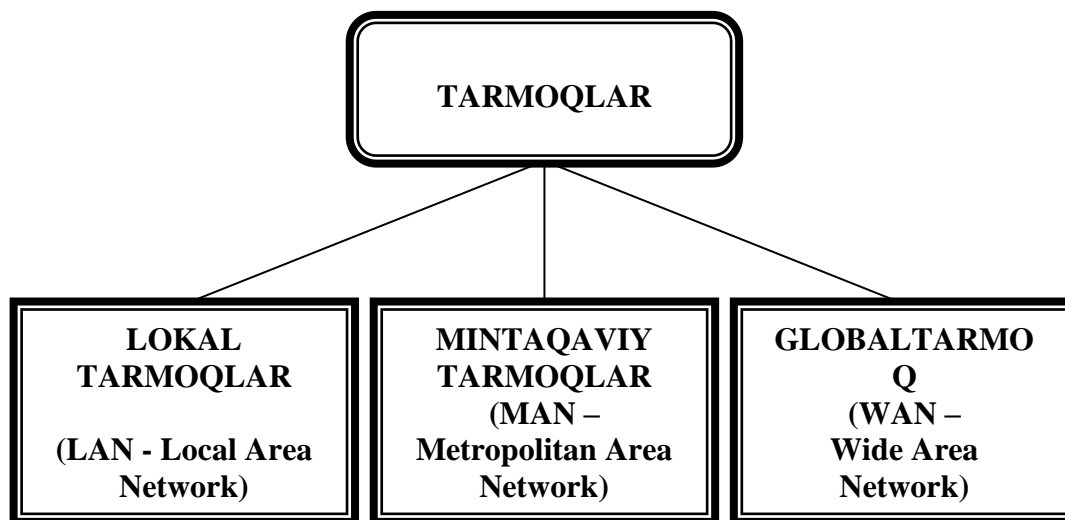 TARMOQLAR
LOKAL
TARMOQLAR
(LAN - Local Area
Network)
MINTAQAVIY
TARMOQLAR
(MAN –
Metropolitan Area
Network)
GLOBALTARMO
Q
(WAN –
Wide Area
Network)